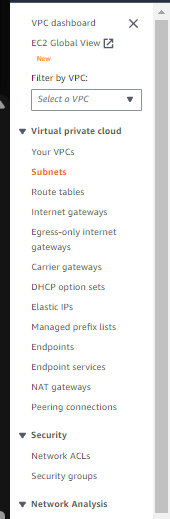 VPC dashboard
EC2 Global View
New
Filter by VPC:
Select a VPC
Virtual private cloud
Your VPCs
Subnets
Route tables
Internet gateways
Egress-only internet
gateways
Carrier gateways
DHCP option sets
Elastic IPs
Managed prefix lists
Endpoints
Endpoint services
NAT gateways
Peering connections
Security
Network ACLs
Security groups
Network Analysis